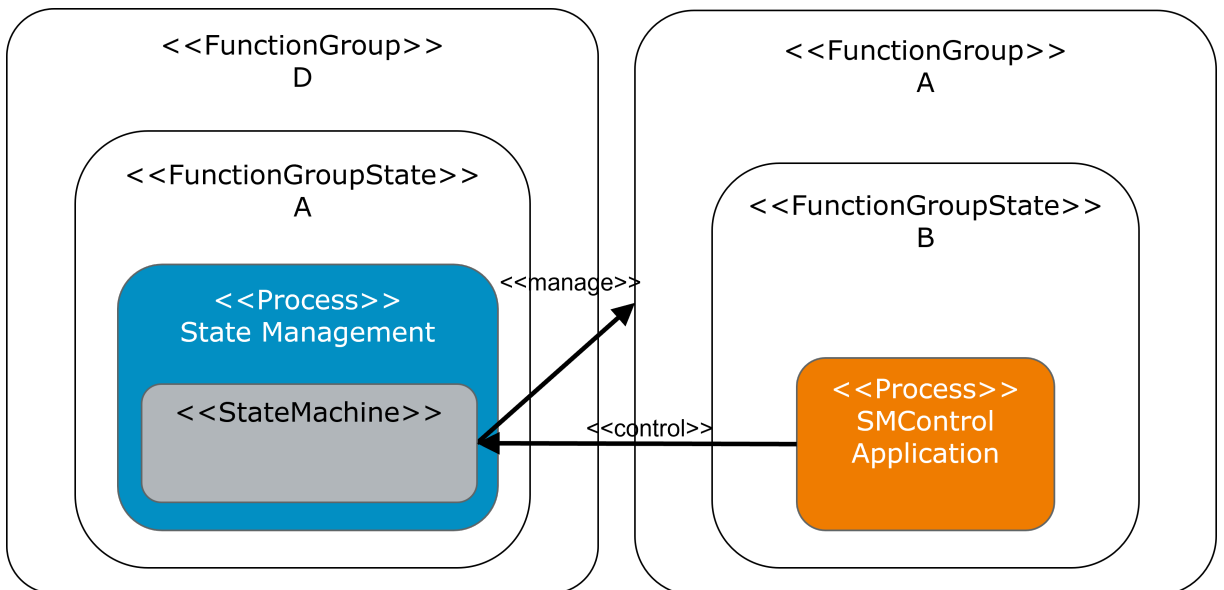 <<FunctionGroup>>
D
<<FunctionGroupState>>
A
<<Process>>
State Management
<<StateMachine>>
<<manage>>
<<control>>
<<FunctionGroup>>
A
<<FunctionGroupState>>
B
<<Process>>
SMControl
Application